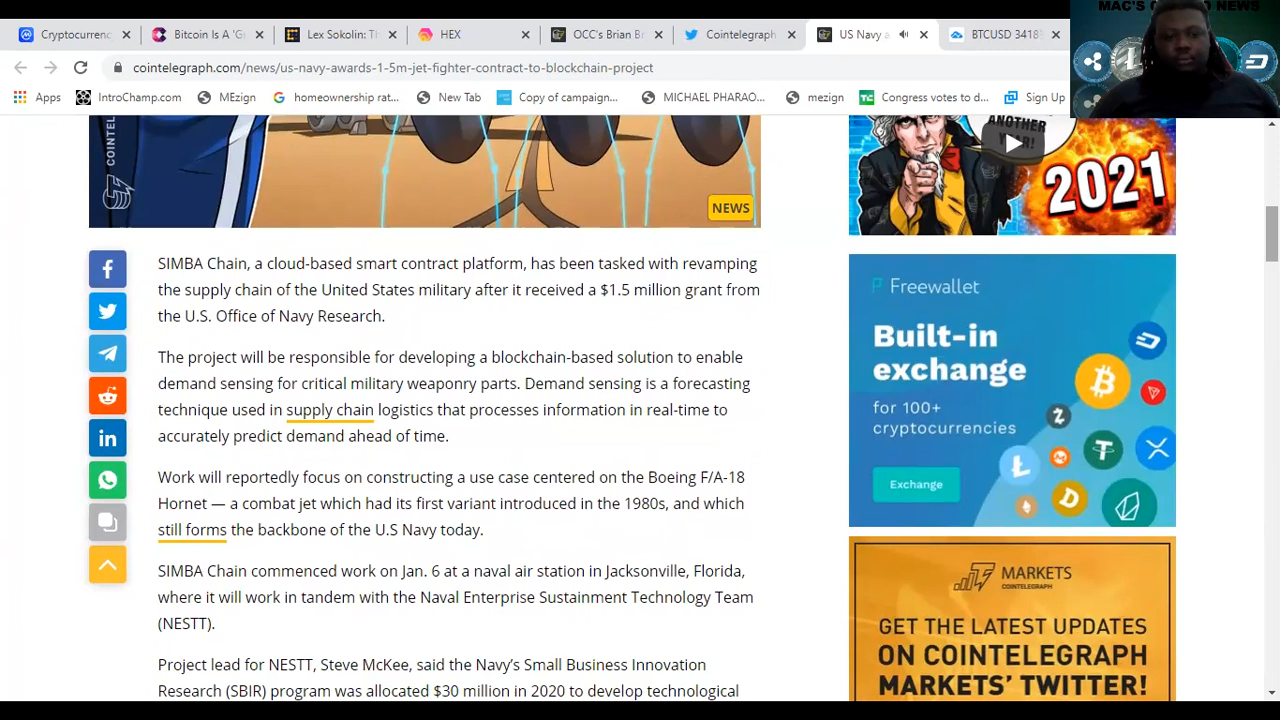 MAC'S NEWS
Cryptocurrenc
Bitcoin Is A 'Gu
Lex Sokolin: Th
HEX
OCC's Brian Br
Cointelegraph
US Navy a
BTCUSD 3418
cointelegraph.com/news/us-navy-awards-1-5m-jet-fighter-contract-to-blockchain-project
Apps
IntroChamp.com
MEzign
homeownership rat...
New Tab
Copy of campaign...
MICHAEL PHARAO...
mezign
Congress votes to d...
Sign Up
COINTELE
NEWS
ANOTHER
YEAR!
2021
SIMBA Chain, a cloud-based smart contract platform, has been tasked with revamping
the supply chain of the United States military after it received a $1.5 million grant from
the U.S. Office of Navy Research.
The project will be responsible for developing a blockchain-based solution to enable
demand sensing for critical military weaponry parts. Demand sensing is a forecasting
technique used in supply chain logistics that processes information in real-time to
accurately predict demand ahead of time.
Work will reportedly focus on constructing a use case centered on the Boeing F/A-18
Hornet — a combat jet which had its first variant introduced in the 1980s, and which
still forms the backbone of the U.S Navy today.
SIMBA Chain commenced work on Jan. 6 at a naval air station in Jacksonville, Florida,
where it will work in tandem with the Naval Enterprise Sustainment Technology Team
(NESTT).
Project lead for NESTT, Steve McKee, said the Navy's Small Business Innovation
Research (SBIR) program was allocated $30 million in 2020 to develop technological
Freewallet
Built-in
exchange
for 100+
cryptocurrencies
Exchange
MARKETS
COINTELEGRAPH
GET THE LATEST UPDATES
ON COINTELEGRAPH
MARKETS' TWITTER!